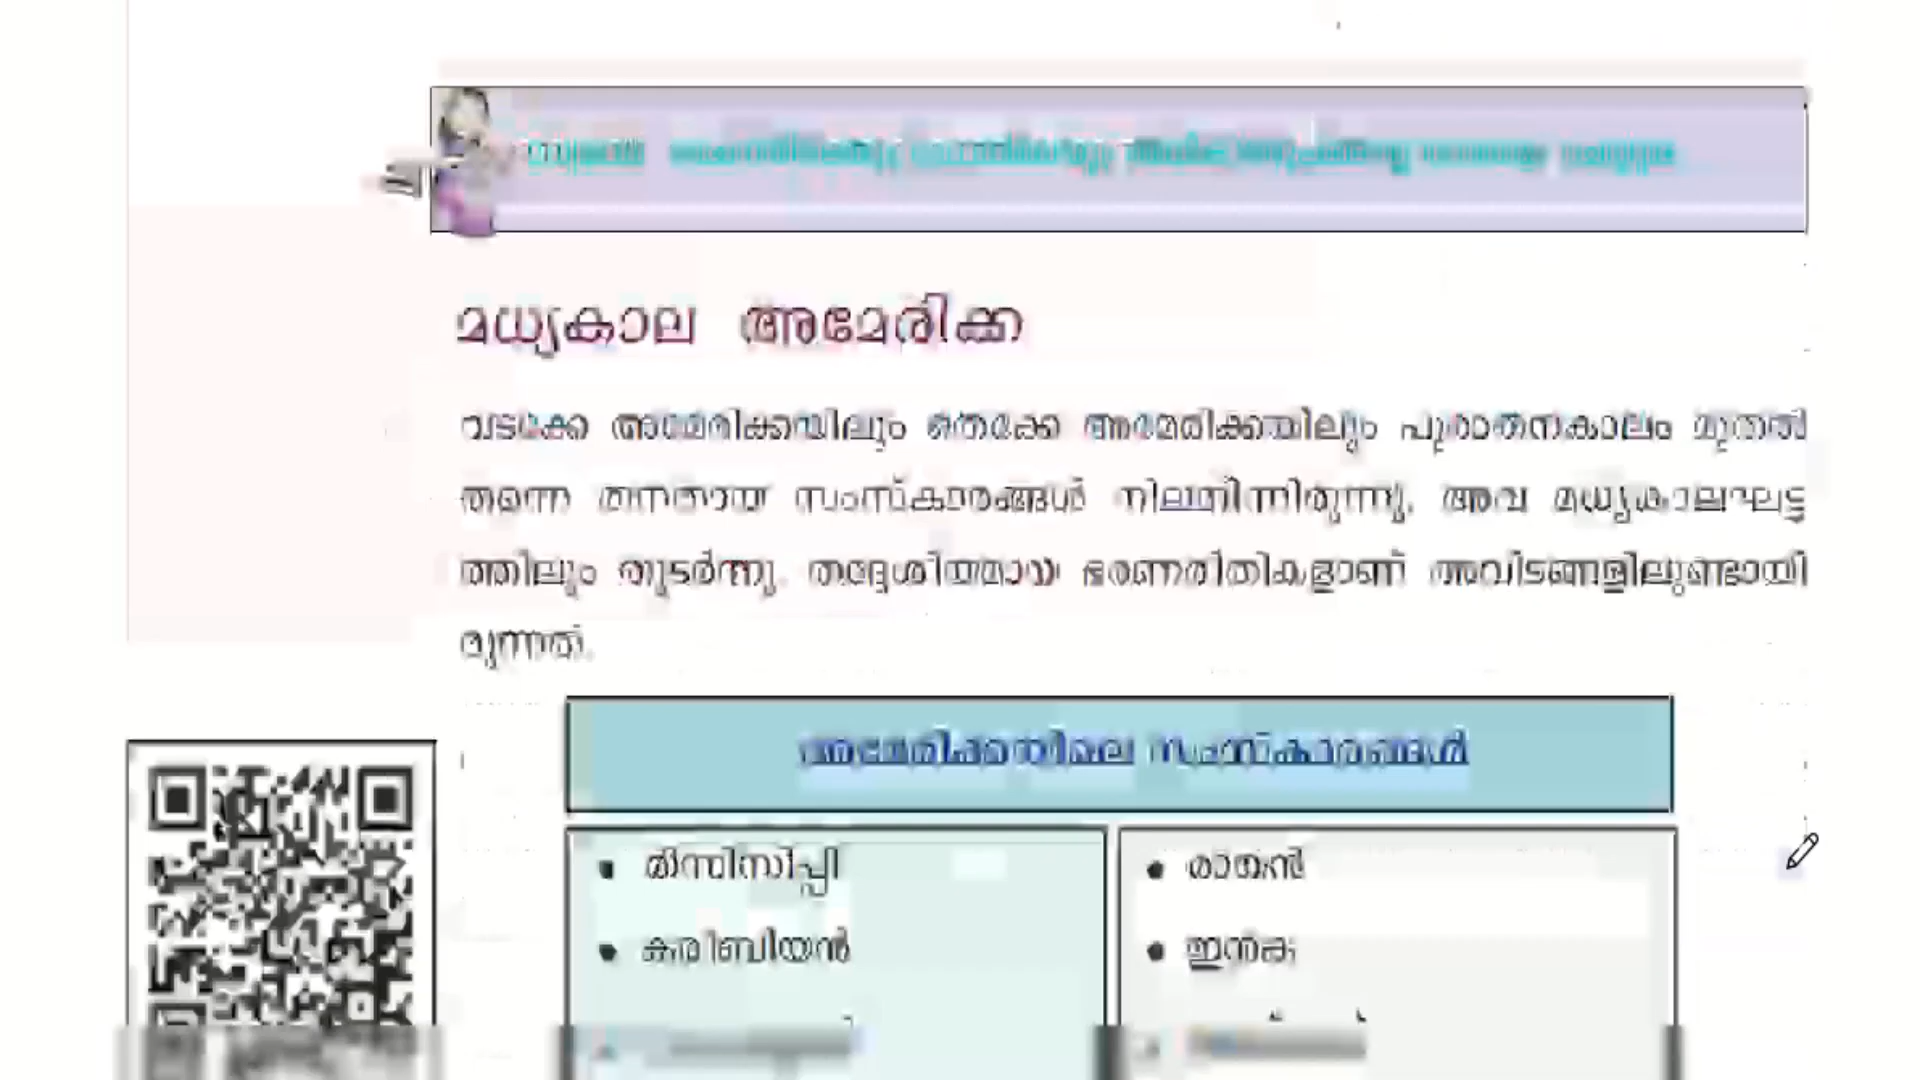 മധ്യകാല അമേരിക്ക
വടക്കേ അമേരിക്കയിലും തെക്കേ അമേരിക്കയിലും പുരാതനകാലം മുതൽ
തന്നെ തനതായ സംസ്കാരങ്ങൾ നിലനിന്നിരുന്നു. അവ മധ്യകാലഘട്ട
ത്തിലും തുടർന്നു. തദ്ദേശീയമായ ഭരണരീതികളാണ് അവിടങ്ങളിലുണ്ടായി
രുന്നത്.
അമേരിക്കയിലെ സംസ്കാരങ്ങൾ
• മിസിസിപ്പി
• കരീബിയൻ
• മായൻ
• ഇൻക